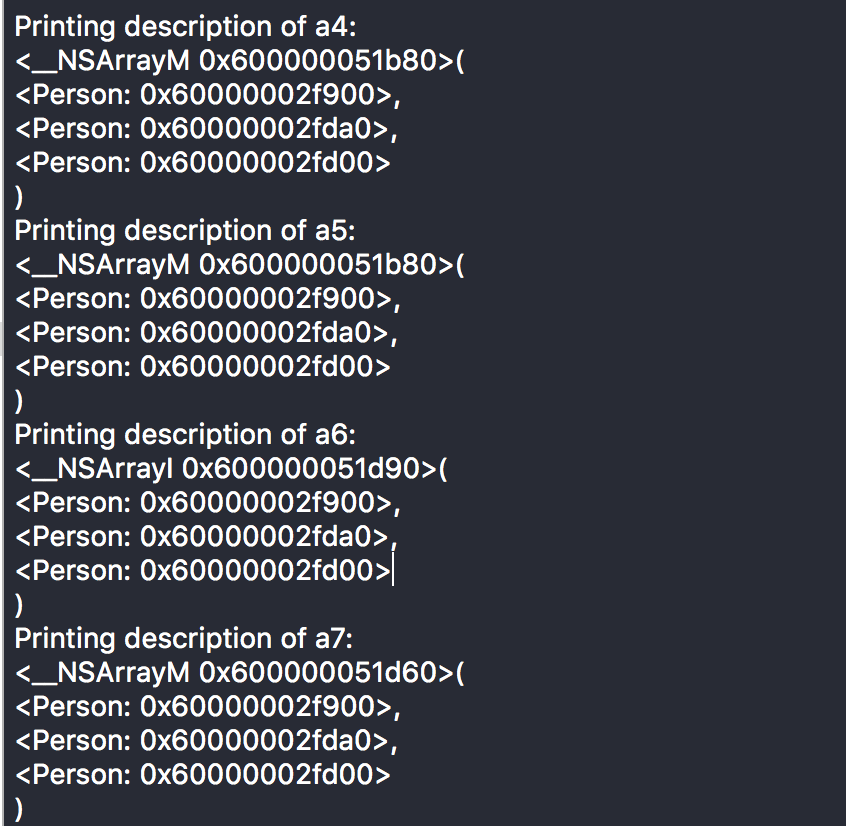 Printing description of a4:
<__NSArrayM 0x600000051b80>(
<Person: 0x60000002f900>,
<Person: 0x60000002fda0>,
<Person: 0x60000002fd00>
)
Printing description of a5:
<__NSArrayM 0x600000051b80>(
<Person: 0x60000002f900>,
<Person: 0x60000002fda0>,
<Person: 0x60000002fd00>
)
Printing description of a6:
<__NSArrayI 0x600000051d90>(
<Person: 0x60000002f900>,
<Person: 0x60000002fda0>,
<Person: 0x60000002fd00>
)
Printing description of a7:
<__NSArrayM 0x600000051d60>(
<Person: 0x60000002f900>,
<Person: 0x60000002fda0>,
<Person: 0x60000002fd00>
)